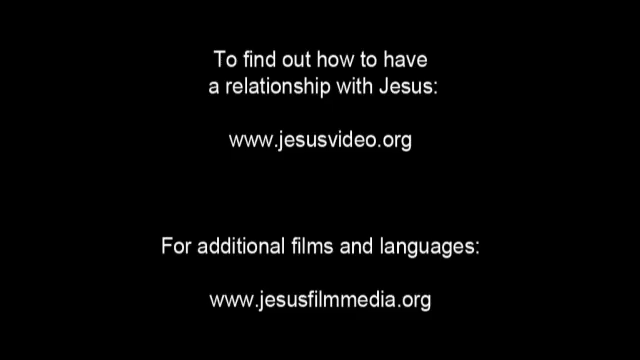 To find out how to have
a relationship with Jesus:
www.jesusvideo.org
For additional films and languages:
www.jesusfilmmedia.org